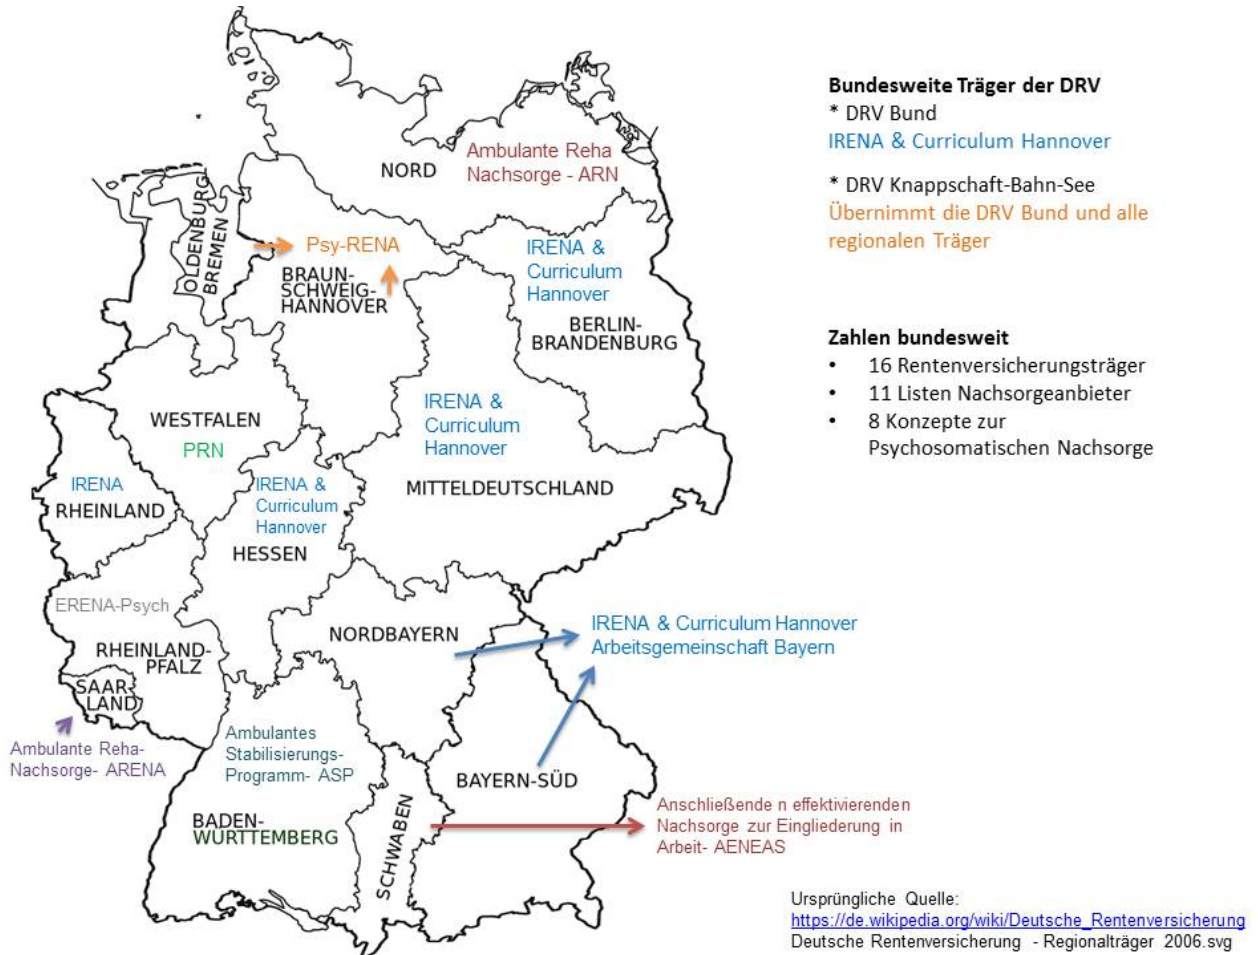 Bundesweite Träger der DRV
* DRV Bund
IRENA & Curriculum Hannover
* DRV Knappschaft-Bahn-See
Übernimmt die DRV Bund und alle
regionalen Träger
Zahlen bundesweit
• 16 Rentenversicherungsträger
• 11 Listen Nachsorgeanbieter
• 8 Konzepte zur
Psychosomatischen Nachsorge
NORD
Ambulante Reha
Nachsorge - ARN
OLDENBURG
BREMEN
Psy-RENA
BRAUN-
SCHWEIG-
HANNOVER
IRENA &
Curriculum
Hannover
BERLIN-
BRANDENBURG
WESTFALEN
PRN
IRENA &
Curriculum
Hannover
MITTELDEUTSCHLAND
IRENA
RHEINLAND
IRENA &
Curriculum
Hannover
HESSEN
ERENA-Psych
RHEINLAND-
PFALZ
SAAR-
LAND
Ambulante Reha-
Nachsorge- ARENA
NORDBAYERN
IRENA & Curriculum Hannover
Arbeitsgemeinschaft Bayern
Ambulantes
Stabilisierungs-
Programm- ASP
BADEN-
WÜRTTEMBERG
SCHWABEN
BAYERN-SÜD
Anschließende n effektivierenden
Nachsorge zur Eingliederung in
Arbeit- AENEAS
Ursprüngliche Quelle:
https://de.wikipedia.org/wiki/Deutsche_Rentenversicherung
Deutsche Rentenversicherung - Regionalträger 2006.svg